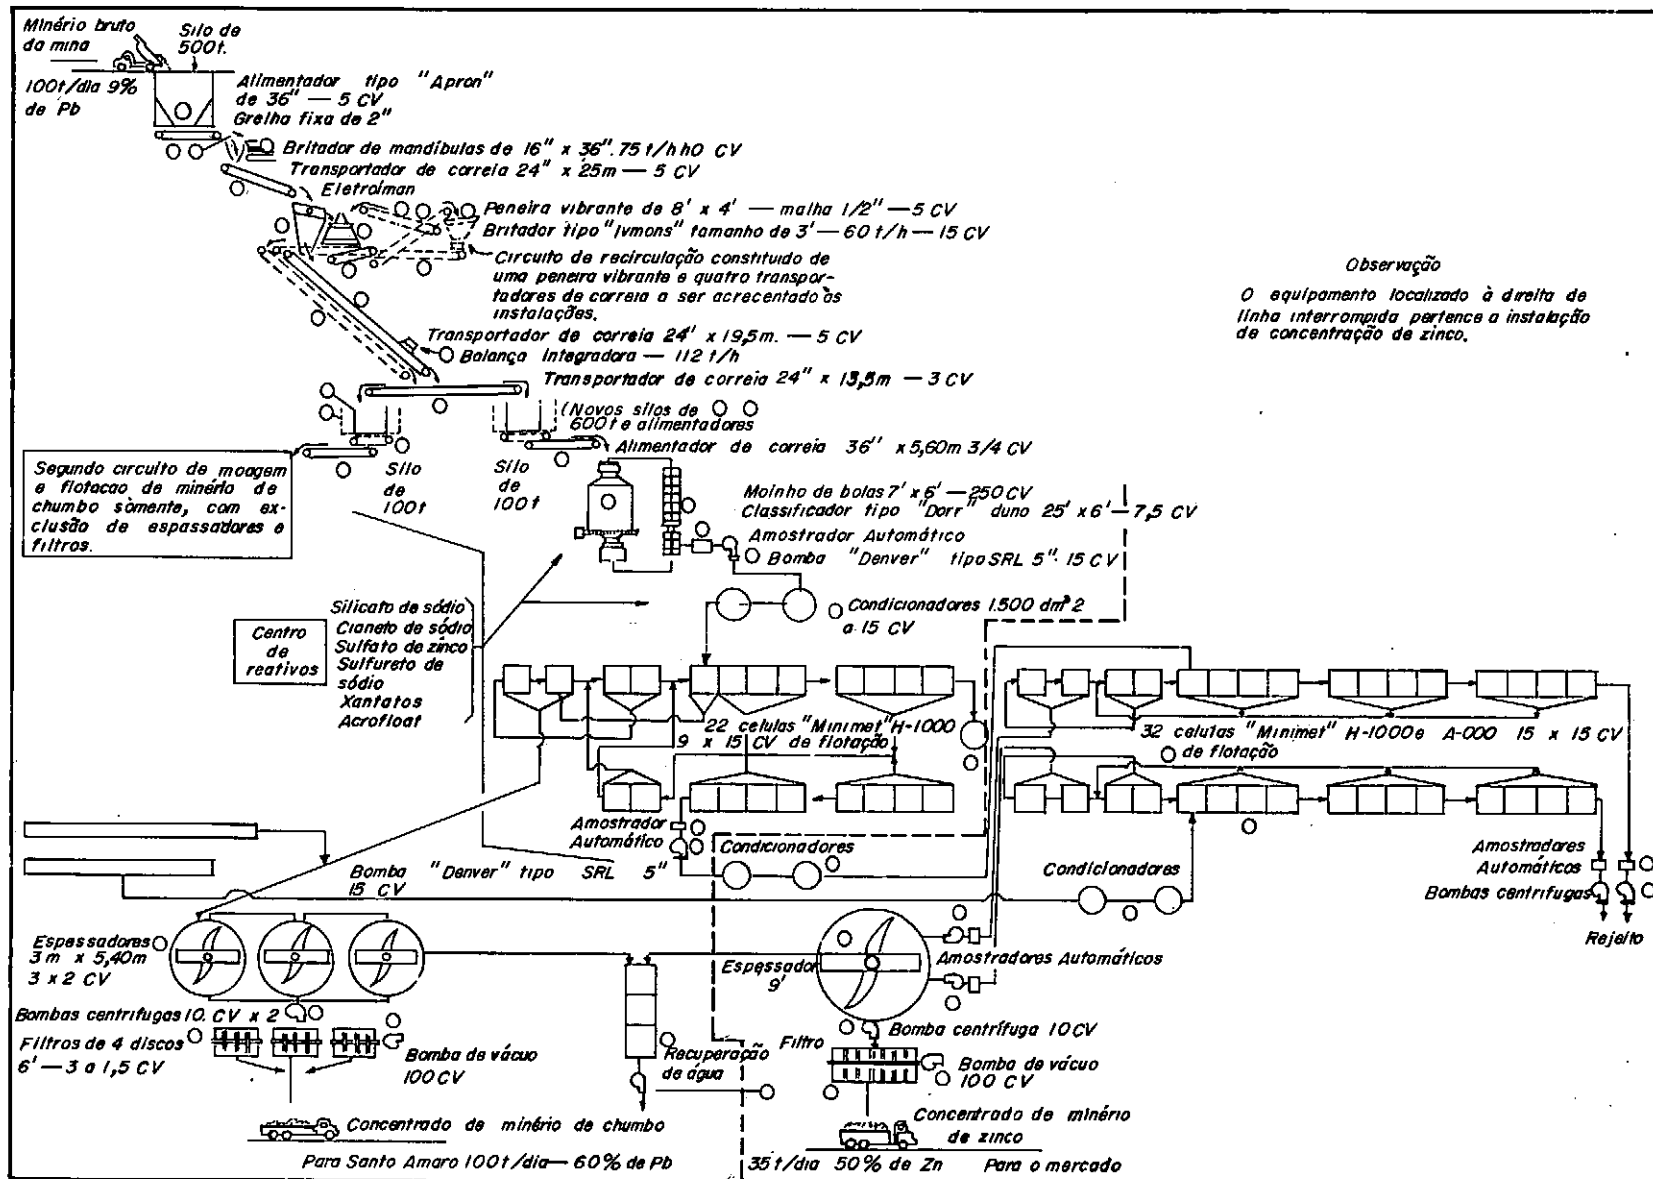 Minério bruto
da mina
Silo de
500t.
100t/dia 9%
de Pb
Alimentador tipo "Apron"
de 36" — 5 CV
Grelha fixa de 2"
Britador de mandíbulas de 16" x 36". 75 t/h h0 CV
Transportador de correia 24" x 25m — 5 CV
Eletroíman
Peneira vibrante de 8' x 4' — malha 1/2" — 5 CV
Britador tipo "lvmons" tamanho de 3' — 60 t/h — 15 CV
Circuito de recirculação constituido de
uma peneira vibrante e quatro transpor-
tadores de correia a ser acrecentado às
instalações.
Observação
O equipamento localizado à direita de
linha interrompida pertence a instalação
de concentração de zinco.
Transportador de correia 24' x 19,5m. — 5 CV
Balança Integradora — 112 t/h
Transportador de correia 24" x 13,5m — 3 CV
(Novos silos de
600t e alimentadores
Alimentador de correia 36" x 5,60m 3/4 CV
Segundo circuito de moagem
e flotacao de minério de
chumbo sòmente, com ex-
clusão de espassadores e
filtros.
Silo
de
100t
Silo
de
100t
Moinho de bolas 7' x 6' — 250 CV
Classificador tipo "Dorr" duno 25' x 6' — 7,5 CV
Amostrador Automático
Bomba "Denver" tipo SRL 5". 15 CV
Condicionadores 1.500 dm³ 2
a 15 CV
Centro
de
reativos
Silicato de sódio
Cianeto de sódio
Sulfato de zinco
Sulfureto de
sódio
Xantatos
Acrofloat
22 celulas "Minimet" H-1000
9 x 15 CV de flotação
32 celulas "Minimet" H-1000 e A-000 15 x 15 CV
de flotação
Amostrador
Automático
Condicionadores
Bomba "Denver" tipo SRL 5"
15 CV
Condicionadores
Amostradores
Automáticos
Bombas centrifugas
Rejeito
Espessadores
3 m x 5,40m
3 x 2 CV
Espessador
9'
Amostradores Automáticos
Bombas centrifugas 10. CV x 2
Filtros de 4 discos
6' — 3 a 1,5 CV
Bomba de vácuo
100 CV
Recuperação
de água
Bomba centrífuga 10 CV
Filtro
Bomba de vácuo
100 CV
Concentrado de minério de chumbo
Concentrado de minério
de zinco
Para Santo Amaro 100t/dia — 60% de Pb
35t/dia 50% de Zn Para o mercado